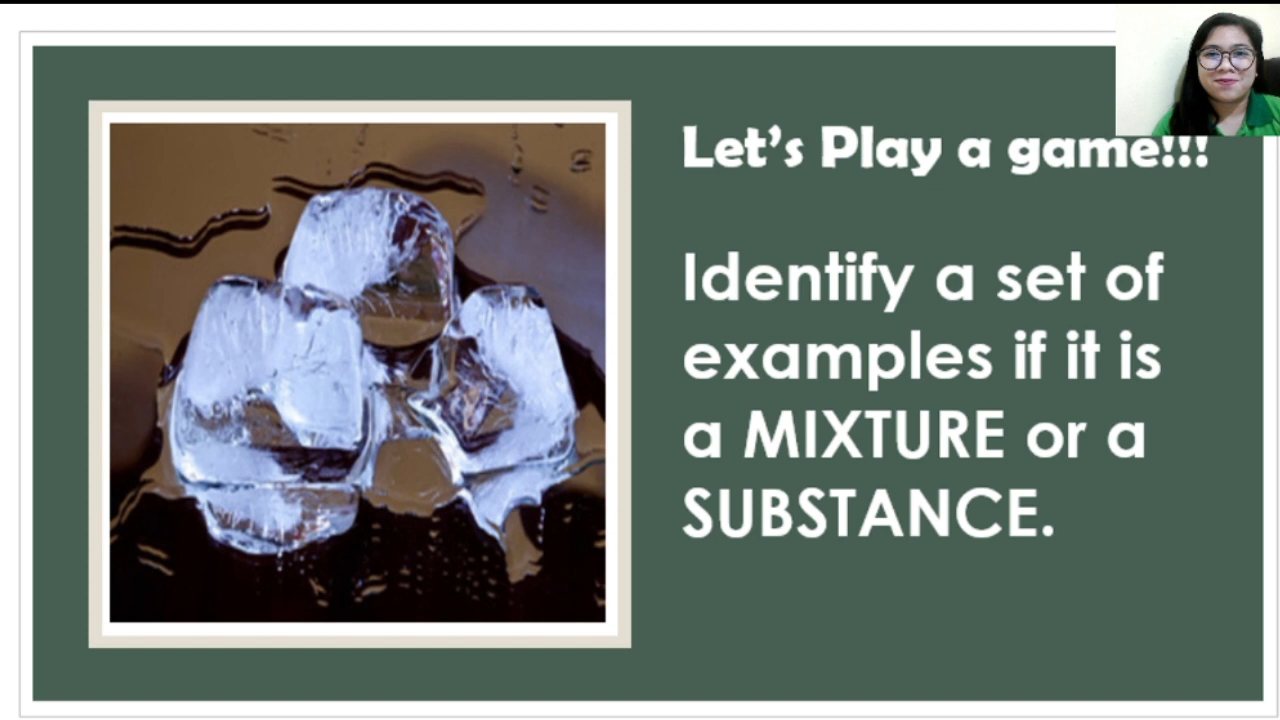 Let's Play a game!!!
Identify a set of
examples if it is
a MIXTURE or a
SUBSTANCE.